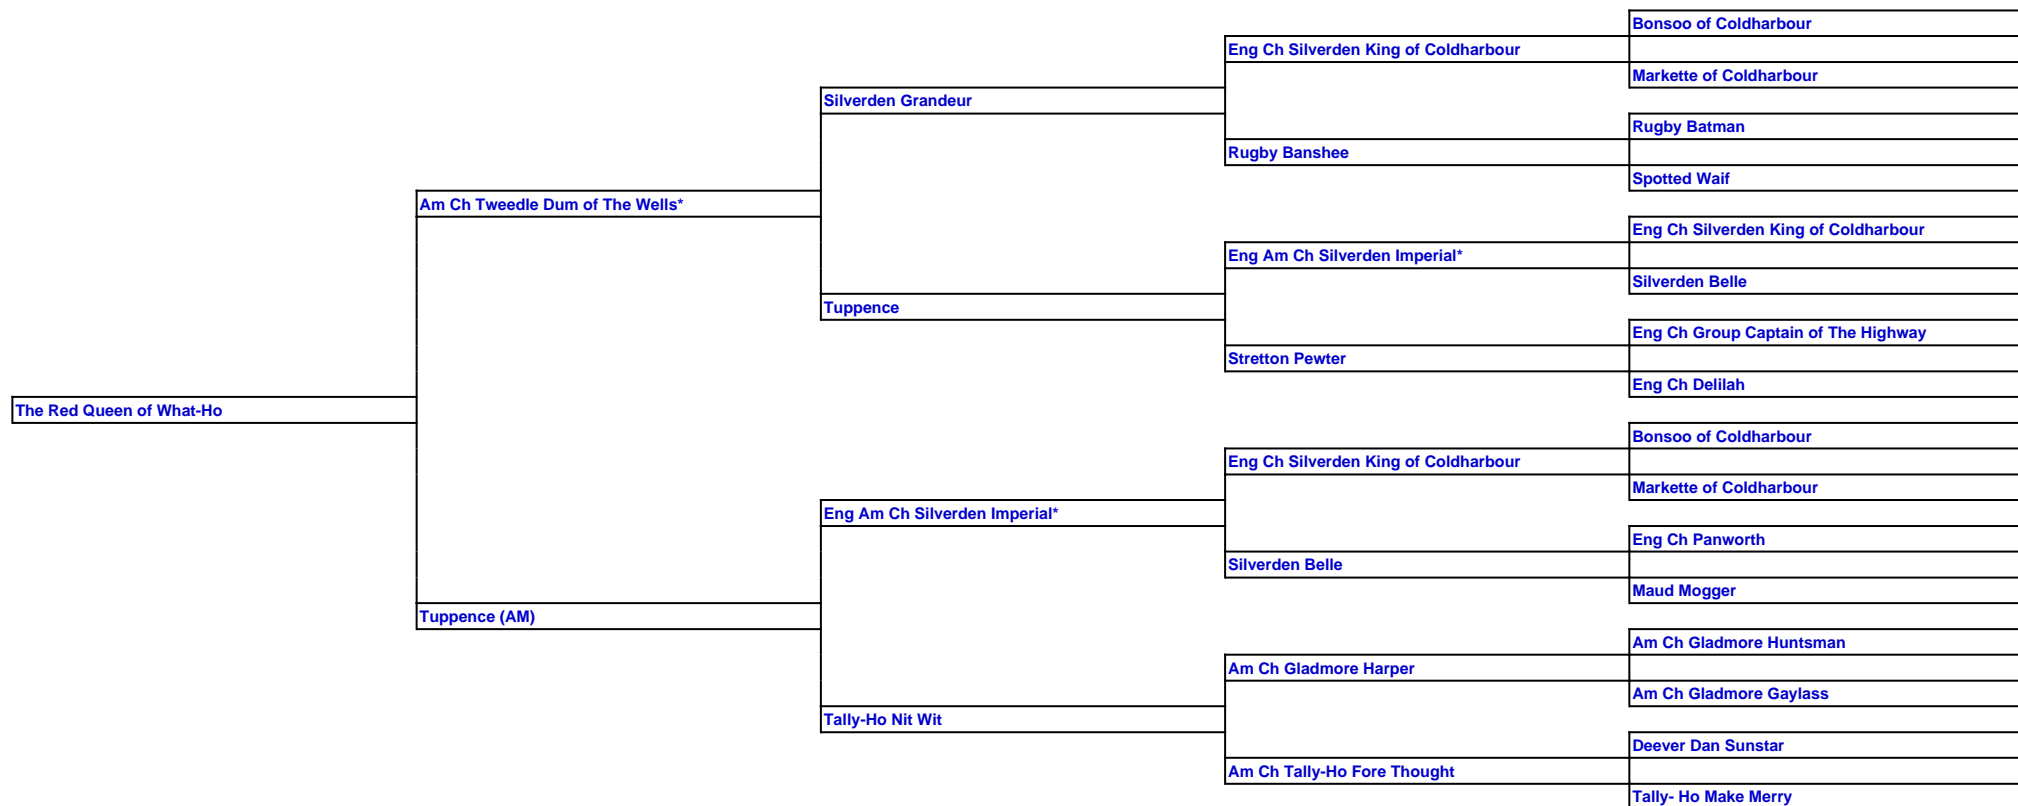 Bonsoo of Coldharbour
Eng Ch Silverden King of Coldharbour
Markette of Coldharbour
Silverden Grandeur
Rugby Batman
Rugby Banshee
Spotted Waif
Am Ch Tweedle Dum of The Wells*
Eng Ch Silverden King of Coldharbour
Eng Am Ch Silverden Imperial*
Silverden Belle
Tuppence
Eng Ch Group Captain of The Highway
Stretton Pewter
Eng Ch Delilah
The Red Queen of What-Ho
Bonsoo of Coldharbour
Eng Ch Silverden King of Coldharbour
Markette of Coldharbour
Eng Am Ch Silverden Imperial*
Eng Ch Panworth
Silverden Belle
Maud Mogger
Tuppence (AM)
Am Ch Gladmore Huntsman
Am Ch Gladmore Harper
Am Ch Gladmore Gaylass
Tally-Ho Nit Wit
Deever Dan Sunstar
Am Ch Tally-Ho Fore Thought
Tally- Ho Make Merry